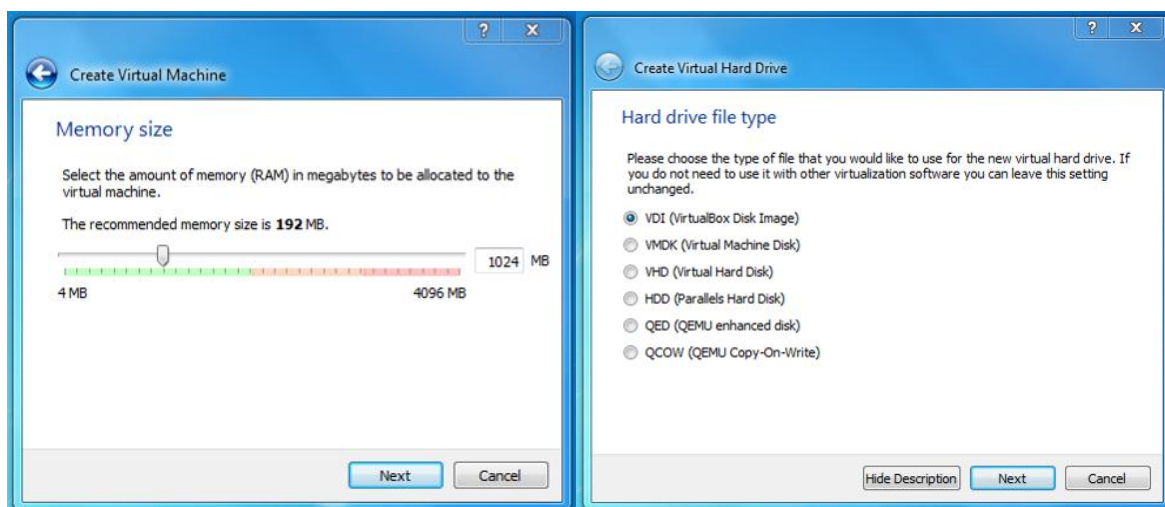 ? X
Create Virtual Machine
Memory size
Select the amount of memory (RAM) in megabytes to be allocated to the
virtual machine.
The recommended memory size is 192 MB.
1024 MB
4 MB 4096 MB
Next Cancel
? X
Create Virtual Hard Drive
Hard drive file type
Please choose the type of file that you would like to use for the new virtual hard drive. If
you do not need to use it with other virtualization software you can leave this setting
unchanged.
VDI (VirtualBox Disk Image)
VMDK (Virtual Machine Disk)
VHD (Virtual Hard Disk)
HDD (Parallels Hard Disk)
QED (QEMU enhanced disk)
QCOW (QEMU Copy-On-Write)
Hide Description Next Cancel